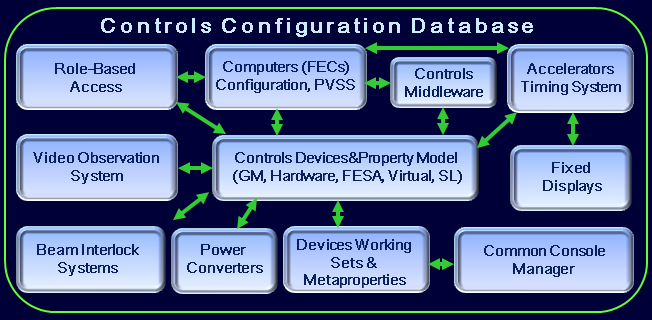 Controls Configuration Database
Role-Based
Access
Computers (FECs)
Configuration, PVSS
Controls
Middleware
Accelerators
Timing System
Video Observation
System
Controls Devices&Property Model
(GM, Hardware, FESA, Virtual, SL)
Fixed
Displays
Beam Interlock
Systems
Power
Converters
Devices Working
Sets &
Metaproperties
Common Console
Manager